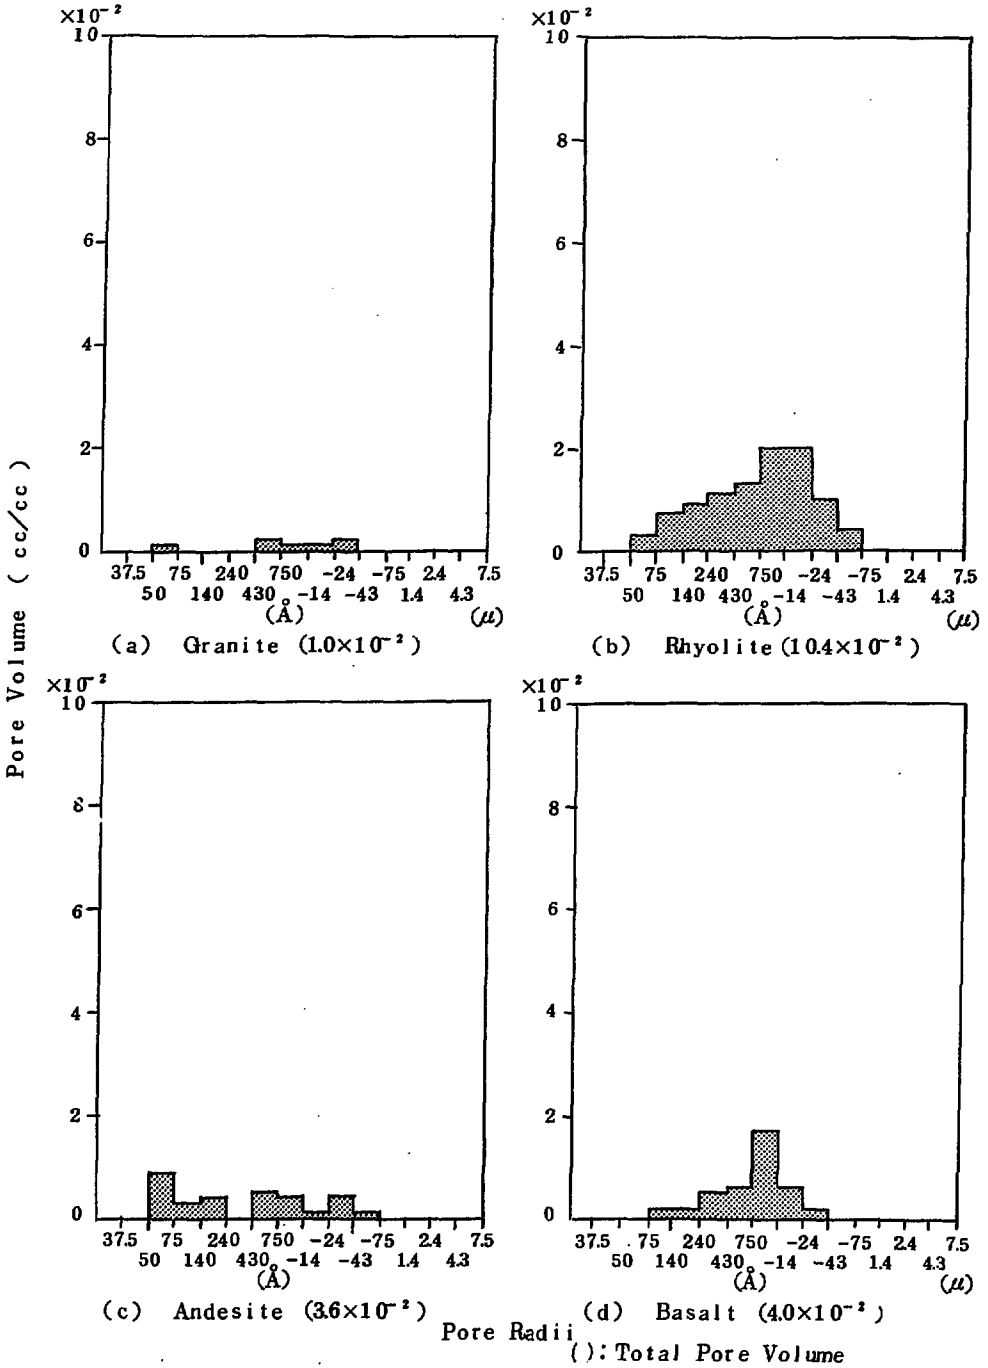 ×10⁻²
10
8
6
4
2
0
37.5 75 240 750 -24 -75 2.4 7.5
50 140 430 -14 -43 1.4 4.3
(Å) (μ)
(a) Granite (1.0×10⁻²)
×10⁻²
10
8
6
4
2
0
37.5 75 240 750 -24 -75 2.4 7.5
50 140 430 -14 -43 1.4 4.3
(Å) (μ)
(b) Rhyolite (10.4×10⁻²)
Pore Volume ( cc/cc )
×10⁻²
10
8
6
4
2
0
37.5 75 240 750 -24 -75 2.4 7.5
50 140 430 -14 -43 1.4 4.3
(Å)
(c) Andesite (3.6×10⁻²)
×10⁻²
10
8
6
4
2
0
37.5 75 240 750 -24 -75 2.4 7.5
50 140 430 -14 -43 1.4 4.3
(Å) (μ)
(d) Basalt (4.0×10⁻²)
Pore Radii
( ): Total Pore Volume